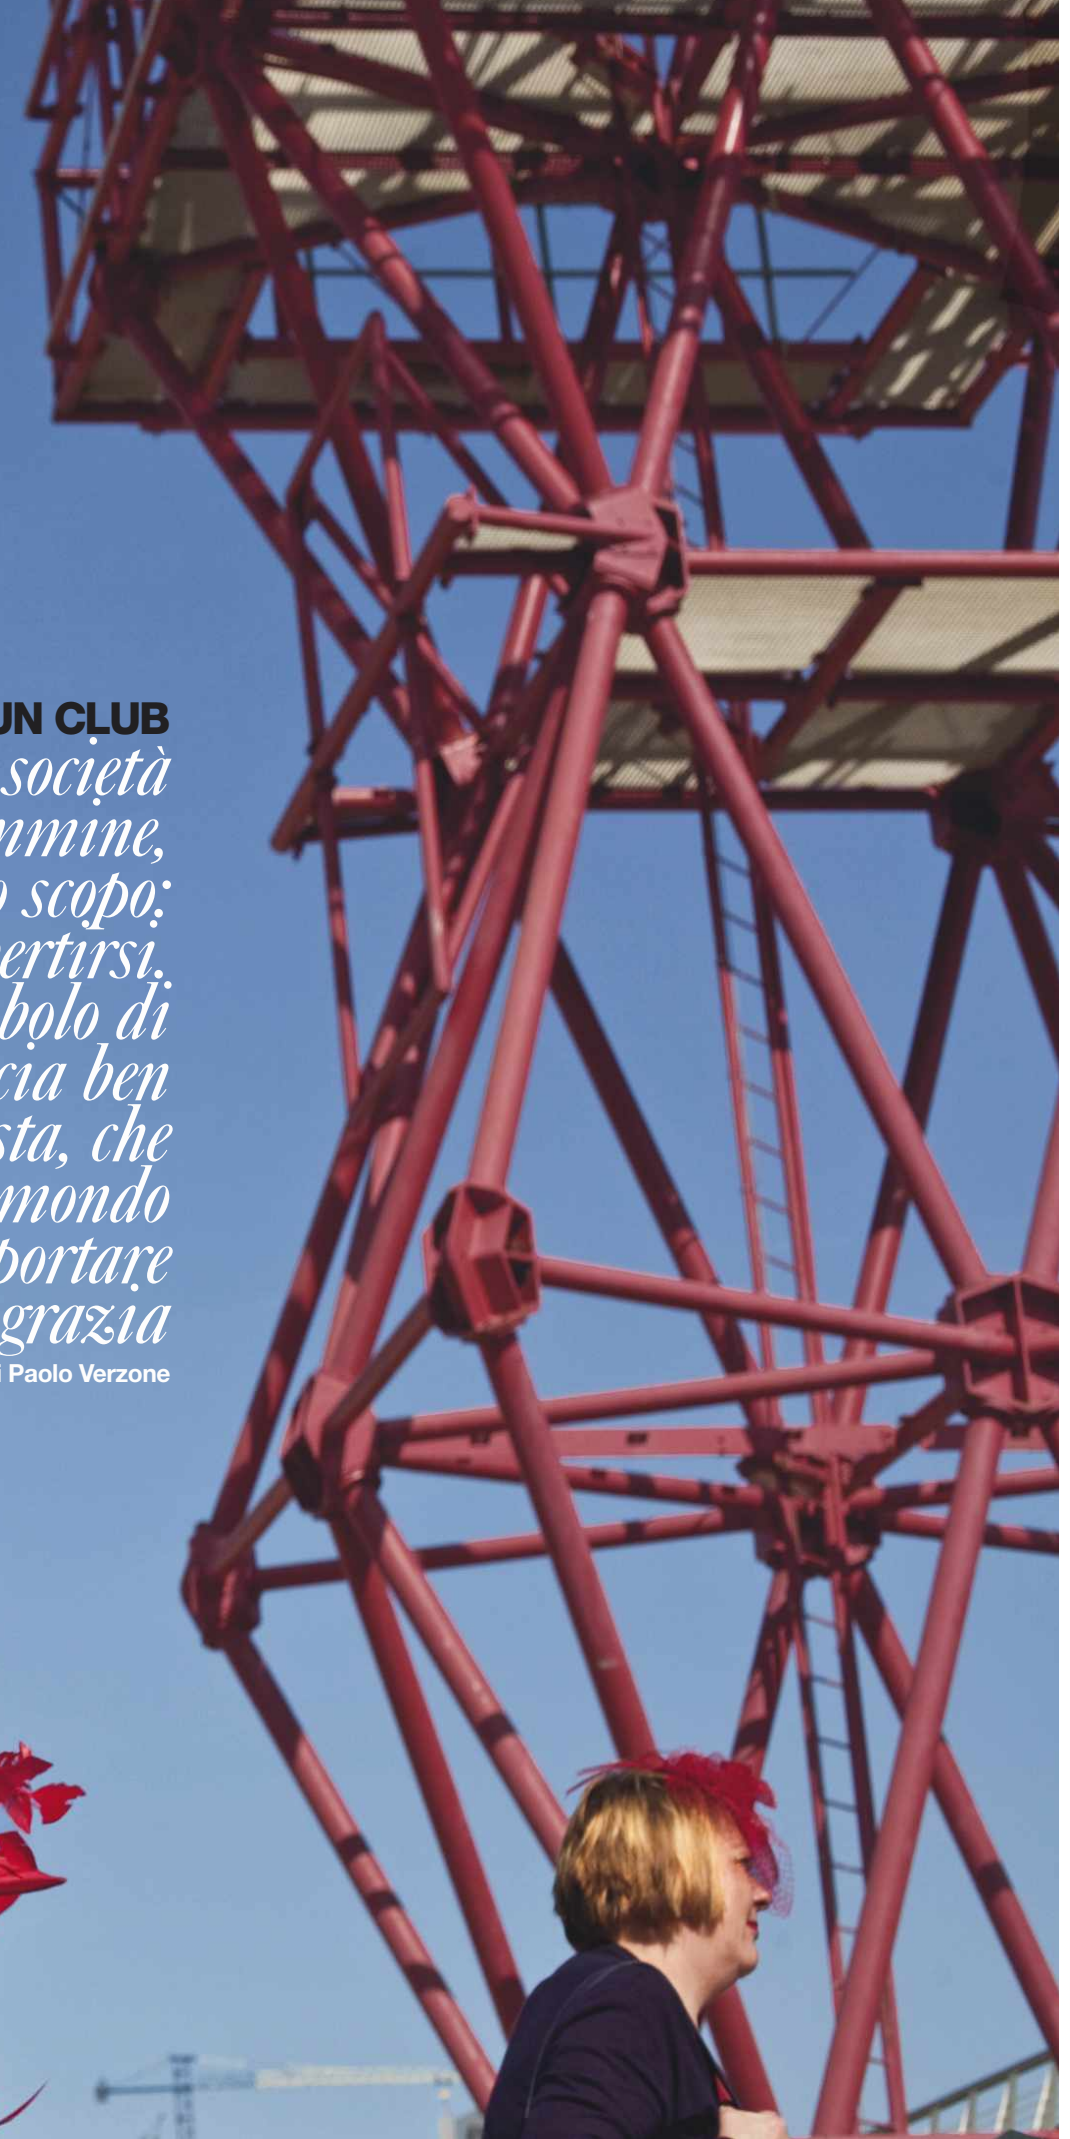 UN CLUB
società
mmine,
o scopo:
ertirsi.
bolo di
cia ben
sta, che
mondo
portare
grazia
i Paolo Verzone